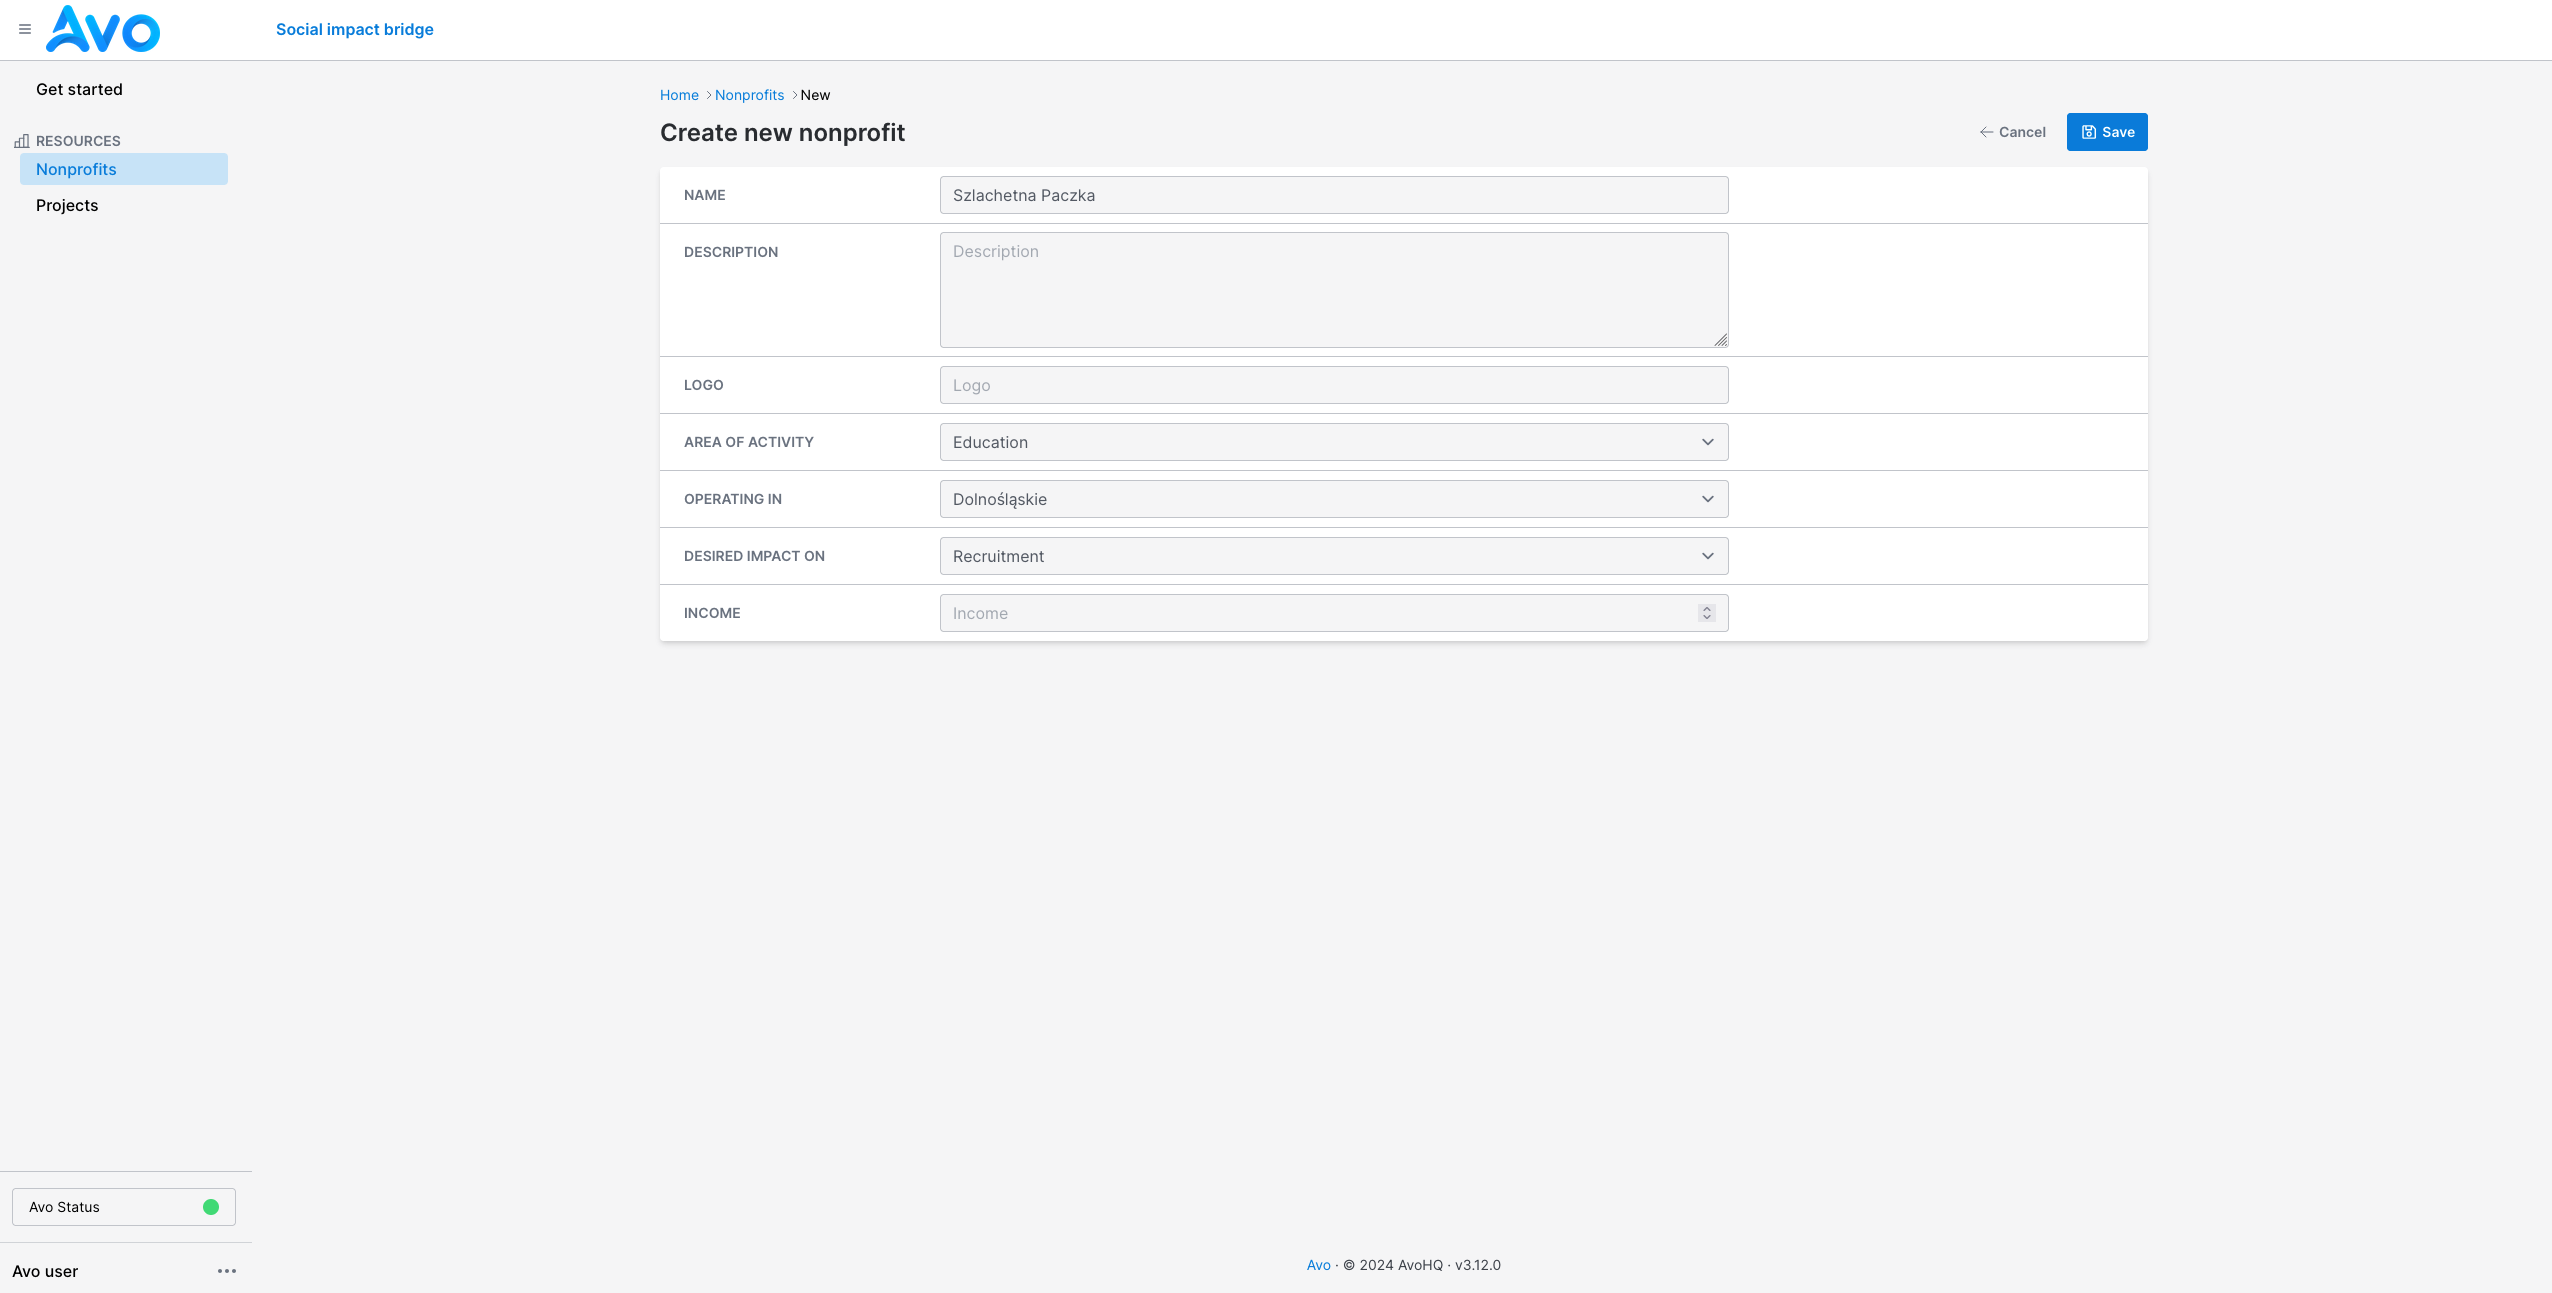 Avo
Social impact bridge
Get started
RESOURCES
Nonprofits
Projects
Home > Nonprofits > New
Create new nonprofit
Cancel
Save
NAME
Szlachetna Paczka
DESCRIPTION
Description
LOGO
Logo
AREA OF ACTIVITY
Education
OPERATING IN
Dolnośląskie
DESIRED IMPACT ON
Recruitment
INCOME
Income
Avo Status
Avo user
Avo · © 2024 AvoHQ · v3.12.0